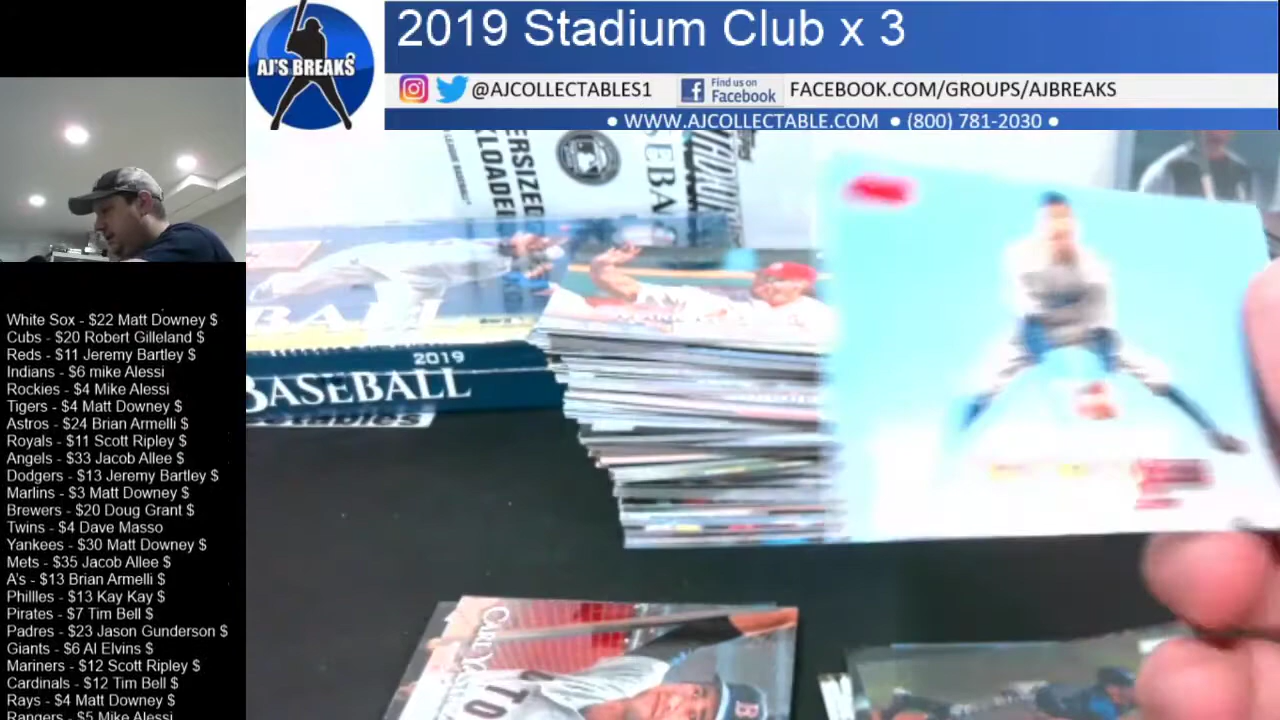 2019 Stadium Club x 3
AJ'S BREAKS
@AJCOLLECTABLES1
Find us on
Facebook
FACEBOOK.COM/GROUPS/AJBREAKS
• WWW.AJCOLLECTABLE.COM • (800) 781-2030 •
White Sox - $22 Matt Downey $
Cubs - $20 Robert Gilleland $
Reds - $11 Jeremy Bartley $
Indians - $6 mike Alessi
Rockies - $4 Mike Alessi
Tigers - $4 Matt Downey $
Astros - $24 Brian Armelli $
Royals - $11 Scott Ripley $
Angels - $33 Jacob Allee $
Dodgers - $13 Jeremy Bartley $
Marlins - $3 Matt Downey $
Brewers - $20 Doug Grant $
Twins - $4 Dave Masso
Yankees - $30 Matt Downey $
Mets - $35 Jacob Allee $
A's - $13 Brian Armelli $
Phillles - $13 Kay Kay $
Pirates - $7 Tim Bell $
Padres - $23 Jason Gunderson $
Giants - $6 Al Elvins $
Mariners - $12 Scott Ripley $
Cardinals - $12 Tim Bell $
Rays - $4 Matt Downey $
Rangers - $5 Mike Alessi
2019
BASEBALL